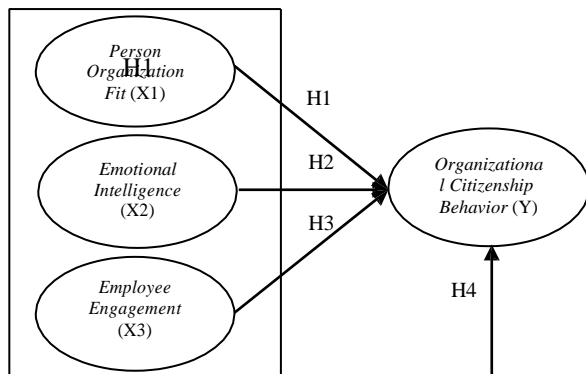 Person
Organization
H1
Fit (X1)
H1
Emotional
Intelligence
(X2)
H2
Organizationa
l Citizenship
Behavior (Y)
H3
Employee
Engagement
(X3)
H4